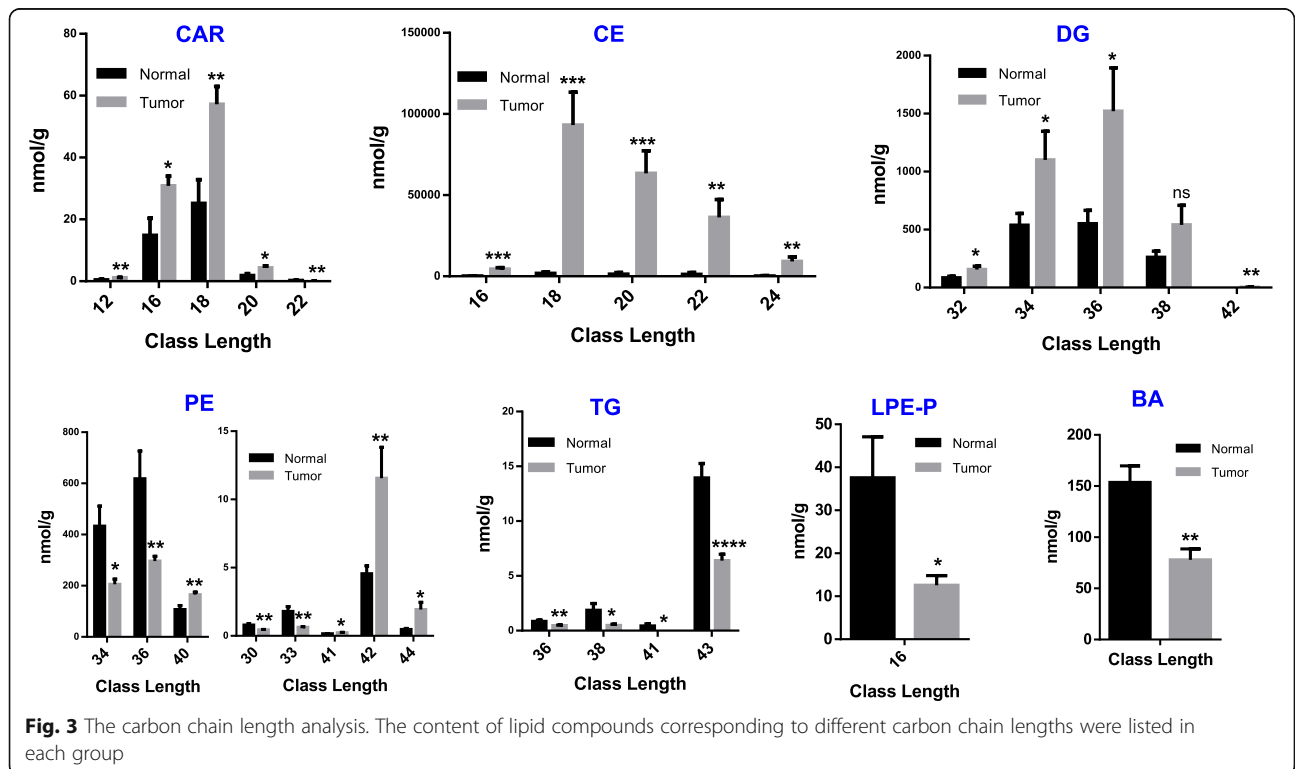 CAR
80
60
40
20
0
nmol/g
Normal
Tumor
**
*
**
*
**
12
16
18
20
22
Class Length
CE
150000
100000
50000
0
nmol/g
Normal
Tumor
***
***
***
**
**
16
18
20
22
24
Class Length
DG
2000
1500
1000
500
0
nmol/g
Normal
Tumor
*
*
*
ns
**
32
34
36
38
42
Class Length
PE
800
600
400
200
0
nmol/g
*
**
**
34
36
40
Class Length
15
10
5
0
Normal
Tumor
**
**
*
**
*
30
33
41
42
44
Class Length
TG
20
15
10
5
0
nmol/g
Normal
Tumor
**
*
*
****
36
38
41
43
Class Length
LPE-P
50
40
30
20
10
0
nmol/g
Normal
Tumor
*
16
Class Length
BA
200
150
100
50
0
nmol/g
Normal
Tumor
**
Class Length
Fig. 3 The carbon chain length analysis. The content of lipid compounds corresponding to different carbon chain lengths were listed in
each group